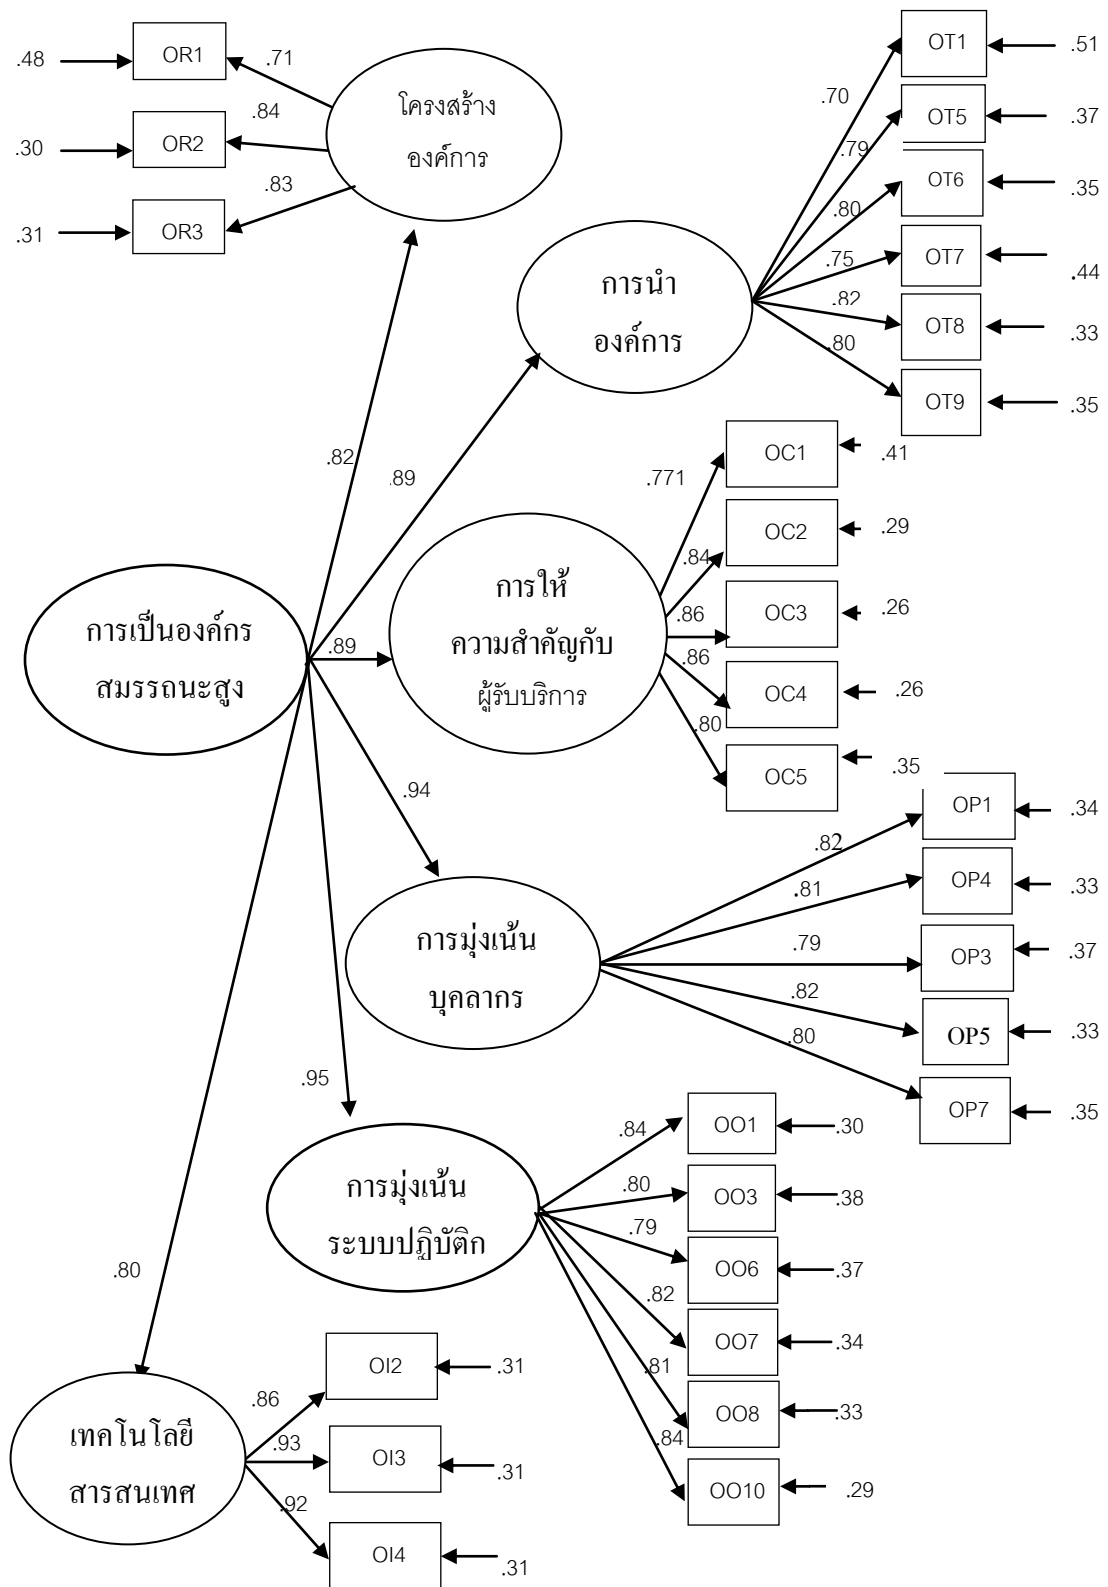 .48
OR1
.71
.30
OR2
.84
.31
OR3
.83
โครงสร้าง
องค์การ
.70
OT1
.51
.79
OT5
.37
.80
OT6
.35
.75
OT7
.44
.82
OT8
.33
.80
OT9
.35
การนำ
องค์การ
.82
.89
.771
OC1
.41
.84
OC2
.29
.86
OC3
.26
.86
OC4
.26
.80
OC5
.35
การให้
ความสำคัญกับ
ผู้รับบริการ
การเป็นองค์กร
สมรรถนะสูง
.89
.94
.82
OP1
.34
.81
OP4
.33
.79
OP3
.37
.82
OP5
.33
.80
OP7
.35
การมุ่งเน้น
บุคลากร
.95
.84
OO1
.30
.80
OO3
.38
.79
OO6
.37
.82
OO7
.34
.81
OO8
.33
.84
OO10
.29
การมุ่งเน้น
ระบบปฏิบัติก
.80
.86
OI2
.31
.93
OI3
.31
.92
OI4
.31
เทคโนโลยี
สารสนเทศ